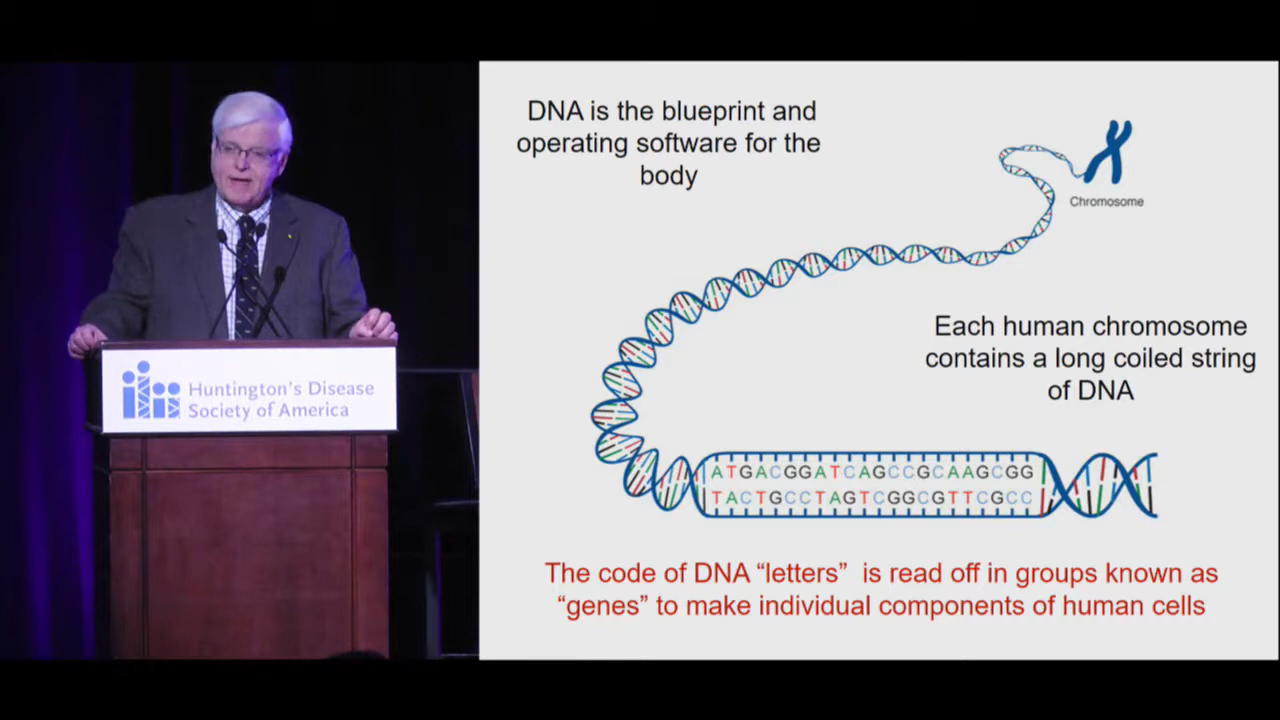 DNA is the blueprint and
operating software for the
body
Chromosome
Each human chromosome
contains a long coiled string
of DNA
ATGACGGATCAGCCGCAAGCGG
TACTGCCTAGTCGGCGTTCGCC
The code of DNA “letters”  is read off in groups known as
“genes” to make individual components of human cells
Huntington's Disease
Society of America